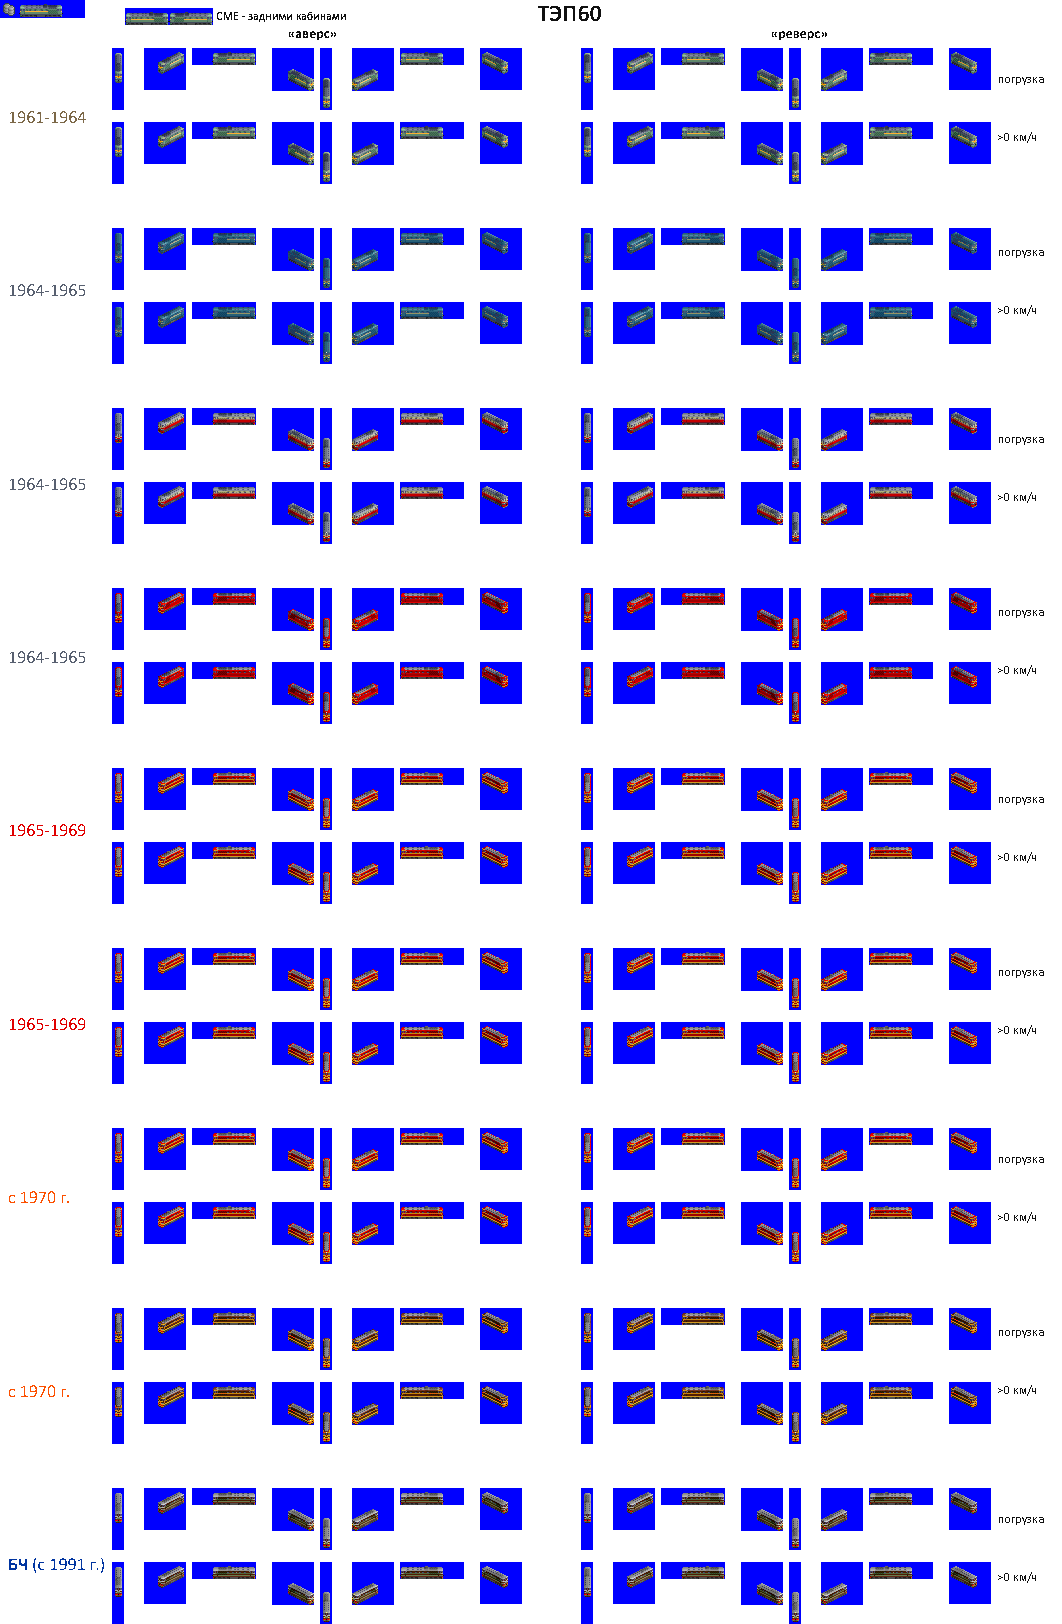 СМЕ - задними кабинами
ТЭП60
«аверс»
«реверс»
погрузка
1961-1964
>0 км/ч
погрузка
1964-1965
>0 км/ч
погрузка
1964-1965
>0 км/ч
погрузка
1964-1965
>0 км/ч
погрузка
1965-1969
>0 км/ч
погрузка
1965-1969
>0 км/ч
погрузка
с 1970 г.
>0 км/ч
погрузка
с 1970 г.
>0 км/ч
погрузка
БЧ (с 1991 г.)
>0 км/ч